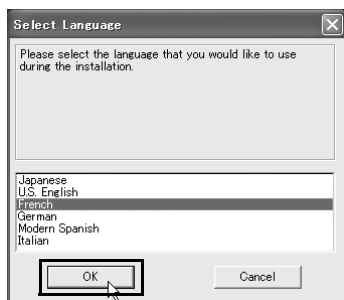 Select Language
Please select the language that you would like to use
during the installation.
Japanese
U.S. English
French
German
Modern Spanish
Italian
OK
Cancel